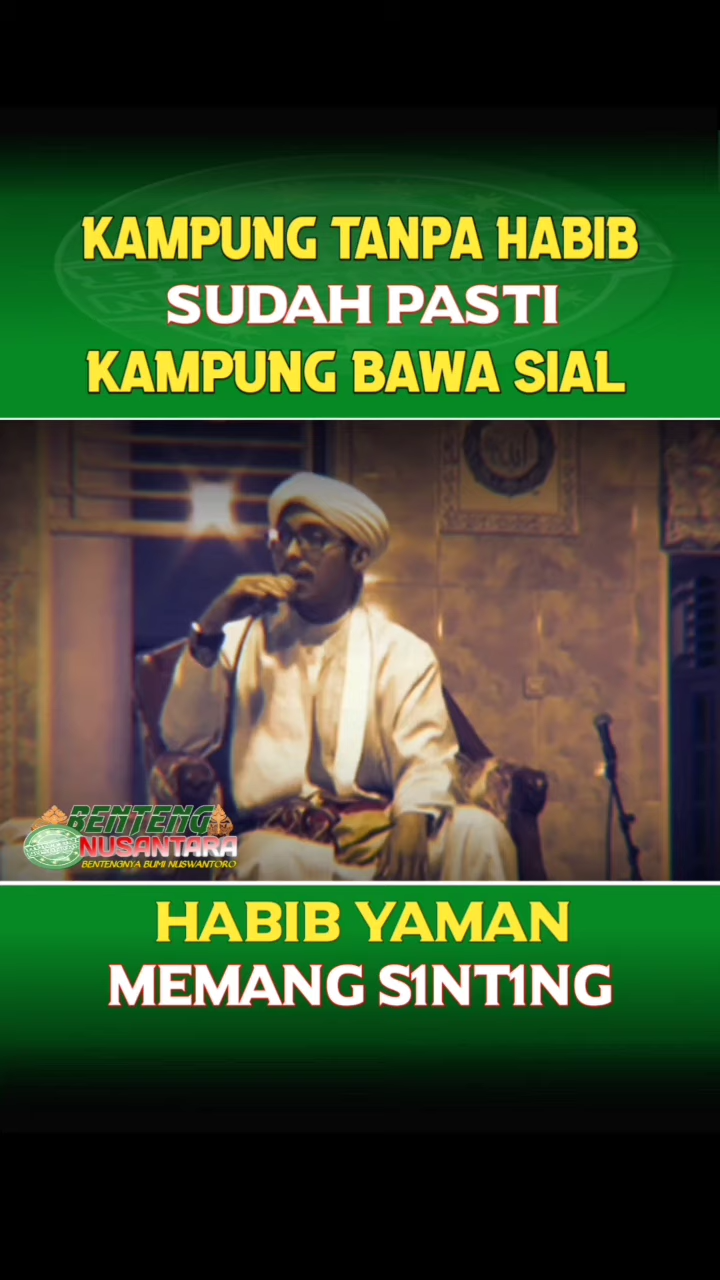 KAMPUNG TANPA HABIB
SUDAH PASTI
KAMPUNG BAWA SIAL
BENTENG
NUSANTARA
BENTENGNYA BUMI NUSWANTORO
HABIB YAMAN
MEMANG S1NT1NG